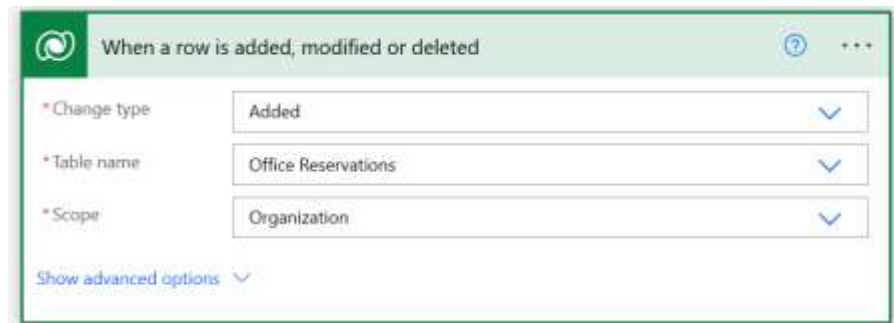 When a row is added, modified or deleted
* Change type Added
* Table name Office Reservations
* Scope Organization
Show advanced options